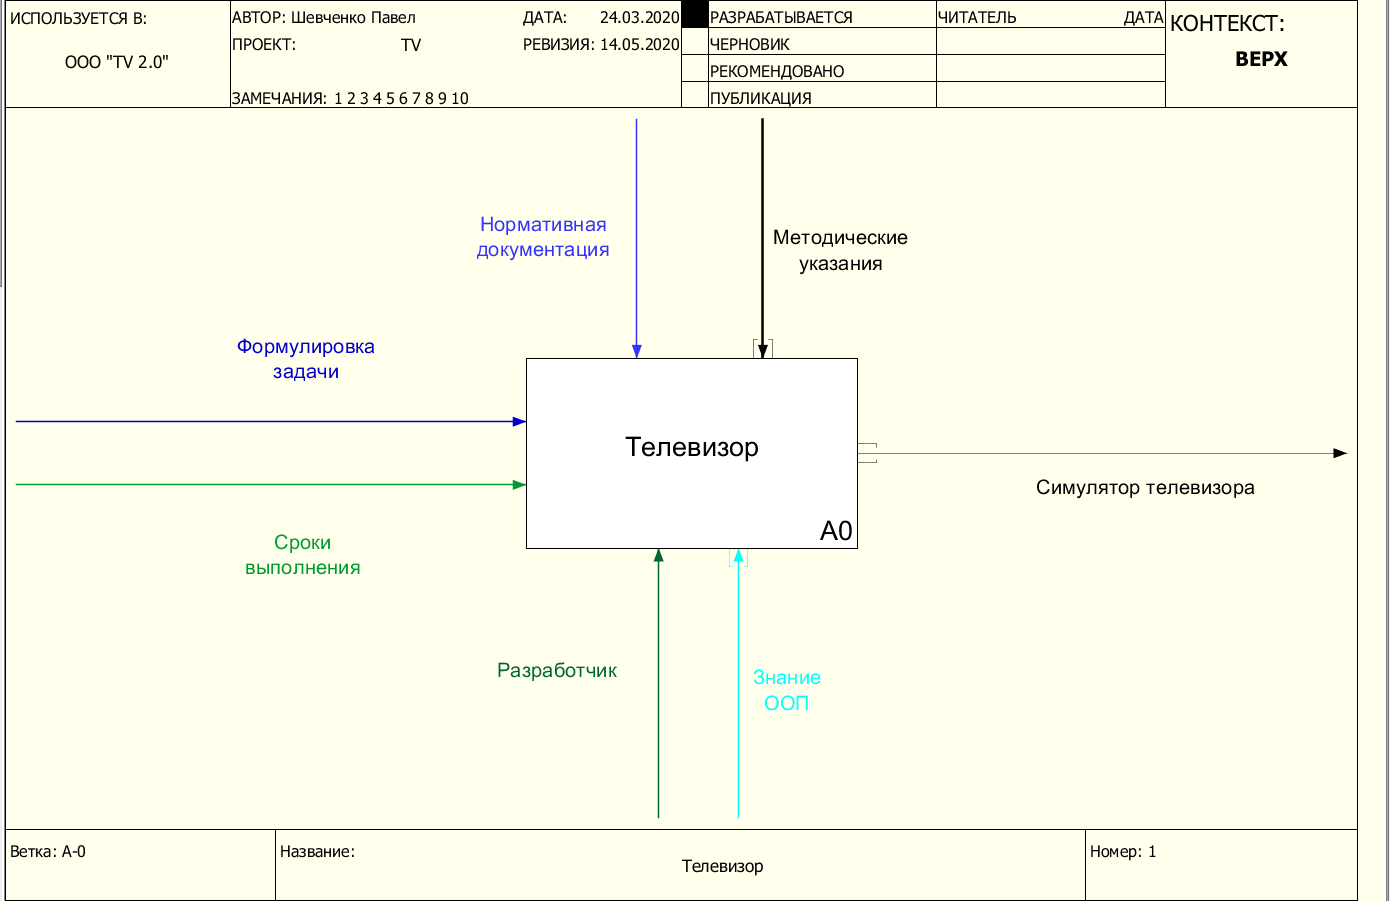 ИСПОЛЬЗУЕТСЯ В:
ООО "TV 2.0"
АВТОР: Шевченко Павел
ДАТА: 24.03.2020
ПРОЕКТ: TV
РЕВИЗИЯ: 14.05.2020
ЗАМЕЧАНИЯ: 1 2 3 4 5 6 7 8 9 10
РАЗРАБАТЫВАЕТСЯ
ЧЕРНОВИК
РЕКОМЕНДОВАНО
ПУБЛИКАЦИЯ
ЧИТАТЕЛЬ ДАТА
КОНТЕКСТ:
ВЕРХ
Нормативная
документация
Методические
указания
Формулировка
задачи
Телевизор
A0
Симулятор телевизора
Сроки
выполнения
Разработчик
Знание
ООП
Ветка: A-0
Название:
Телевизор
Номер: 1